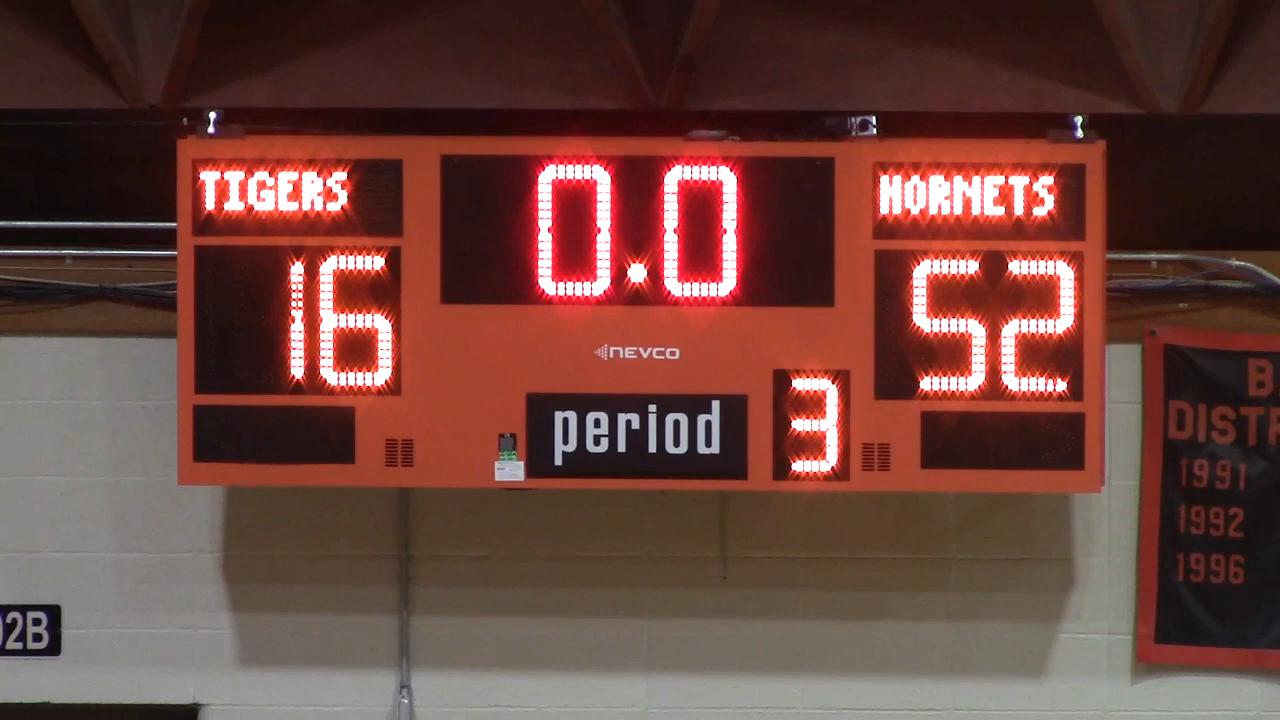 TIGERS
0.0
HORNETS
16
52
NEVCO
period
3
B
DISTR
1991
1992
1996
02B